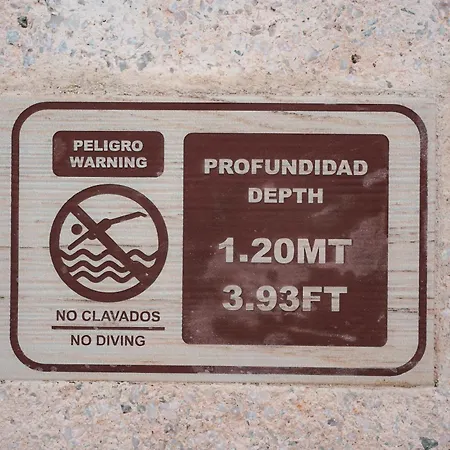 PELIGRO
WARNING
NO CLAVADOS
NO DIVING
PROFUNDIDAD
DEPTH
1.20MT
3.93FT